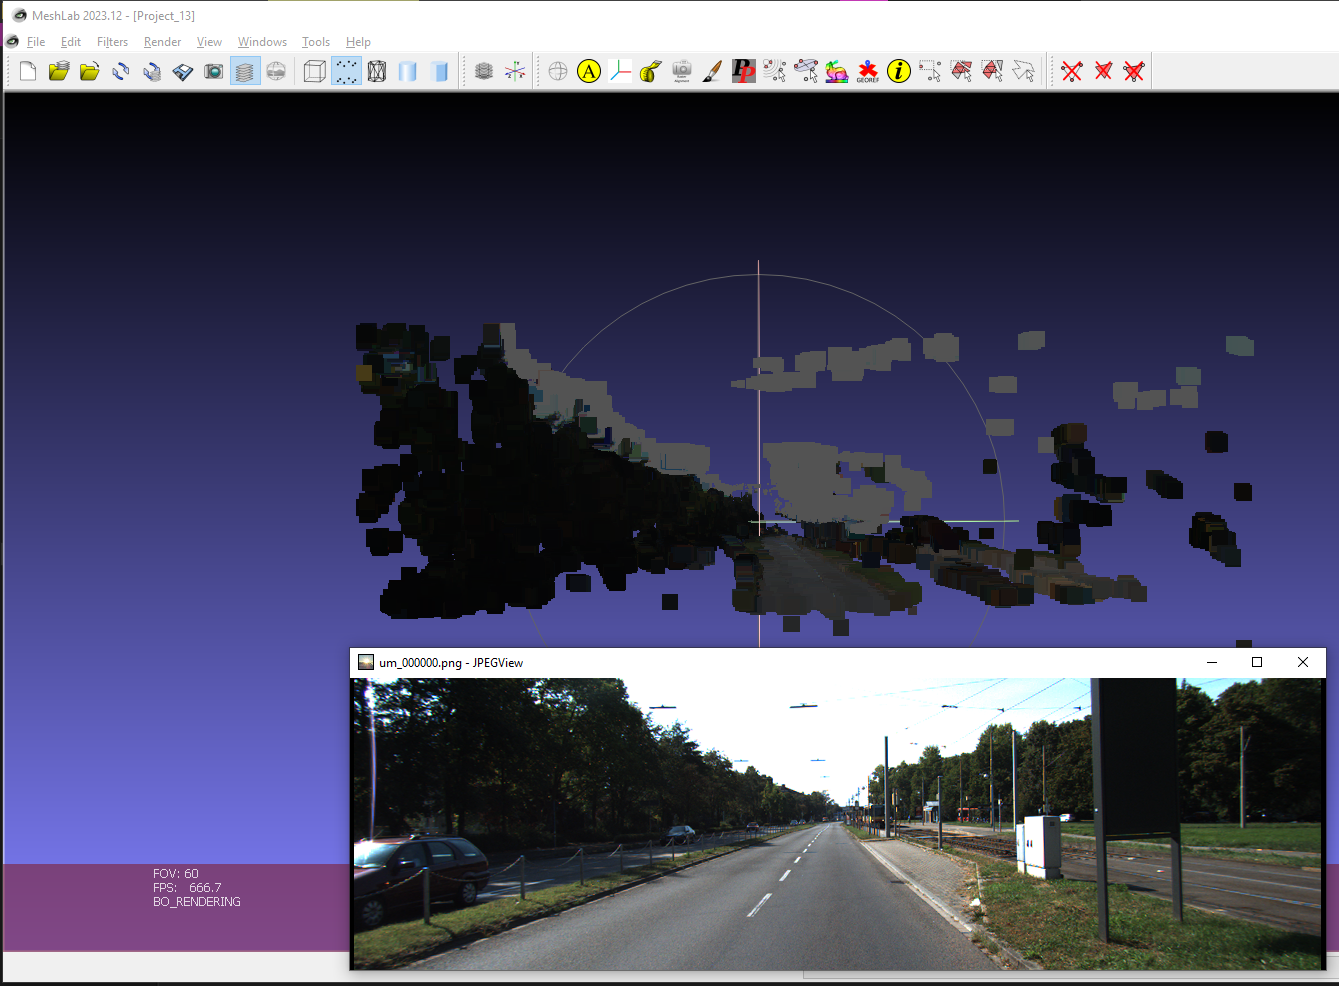 MeshLab 2023.12 - [Project_13]
File Edit Filters Render View Windows Tools Help
A
PP
GEOREF
i
um_000000.png - JPEGView
FOV: 60
FPS: 666.7
BO_RENDERING